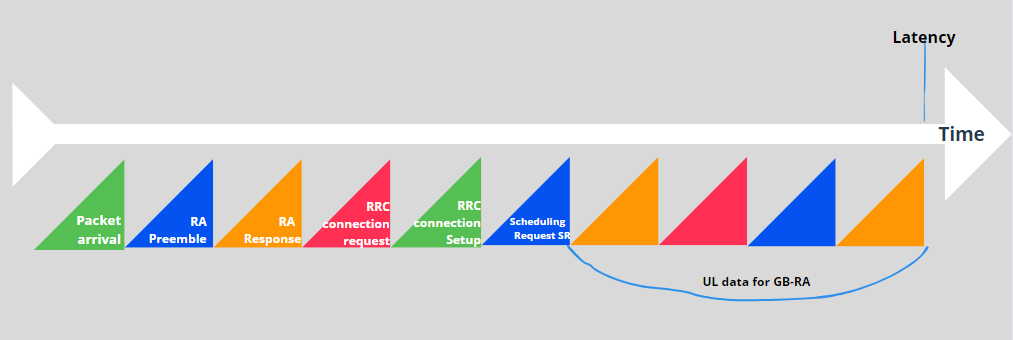 Latency
Time
Packet
arrival
RA
Preemble
RA
Response
RRC
connection
request
RRC
connection
Setup
Scheduling
Request SR
UL data for GB-RA